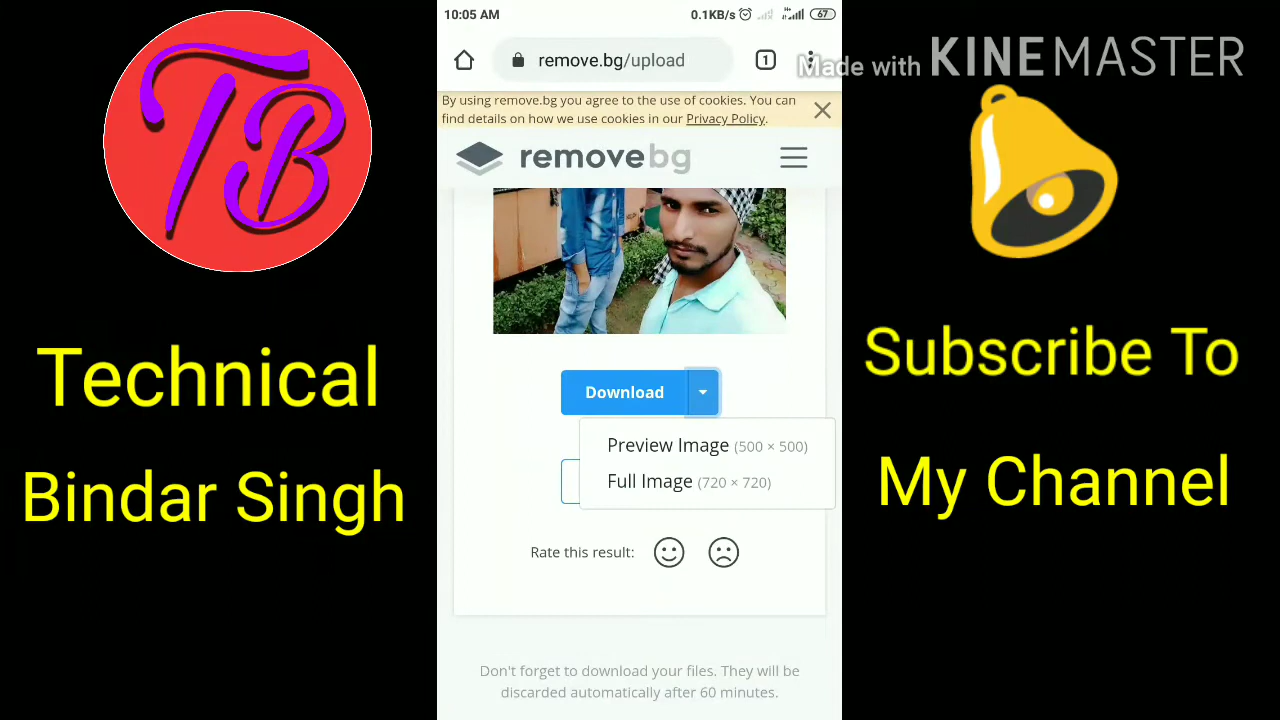 TB
Technical
Bindar Singh
10:05 AM
0.1KB/s
67
remove.bg/upload
1
Made with KINEMASTER
By using remove.bg you agree to the use of cookies. You can
find details on how we use cookies in our Privacy Policy.
removebg
Download
Preview Image (500 × 500)
Full Image (720 × 720)
Rate this result:
Don't forget to download your files. They will be
discarded automatically after 60 minutes.
Subscribe To
My Channel